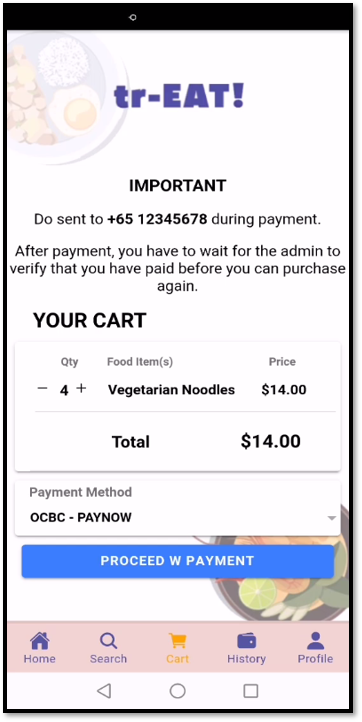 tr-EAT!
IMPORTANT
Do sent to +65 12345678 during payment.
After payment, you have to wait for the admin to
verify that you have paid before you can purchase
again.
YOUR CART
Qty Food Item(s) Price
− 4 + Vegetarian Noodles $14.00
Total $14.00
Payment Method
OCBC - PAYNOW
PROCEED W PAYMENT
Home Search Cart History Profile